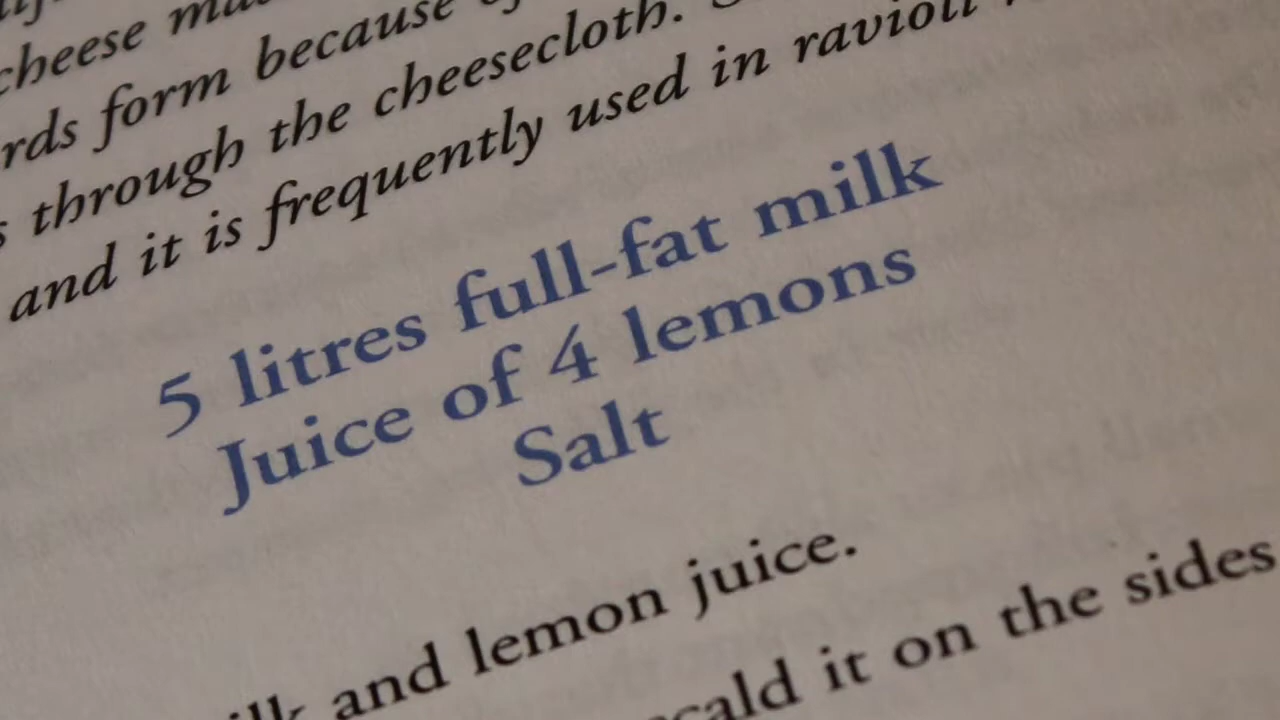 cheese
form because
through the cheesecloth.
and it is frequently used in ravioli
5 litres full-fat milk
Juice of 4 lemons
Salt
and lemon juice.
it on the sides